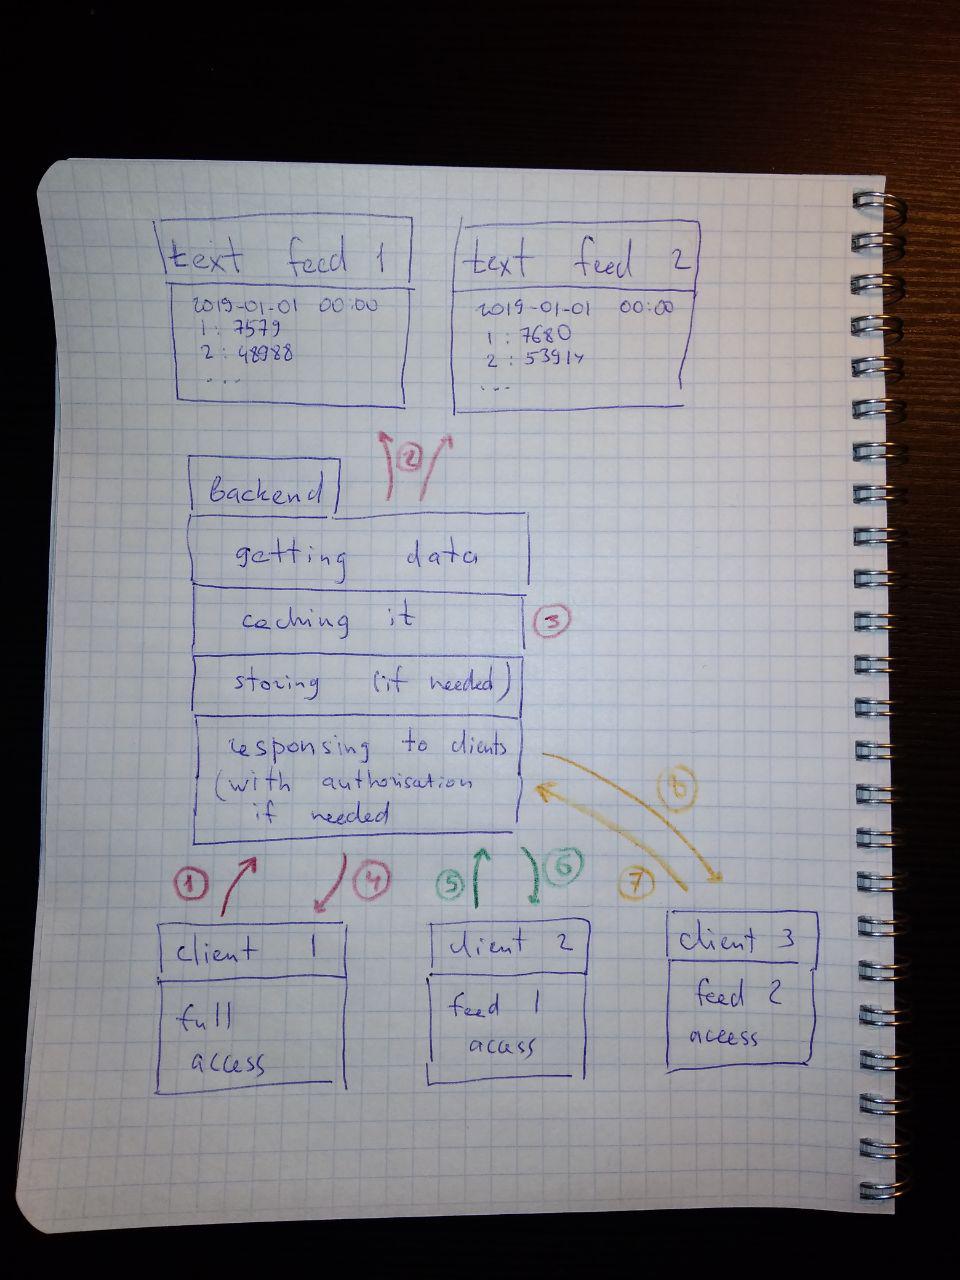 text feed 1
2019-01-01 00:00
1: 7579
2: 48988
...
text feed 2
2019-01-01 00:00
1: 7680
2: 53914
...
2
Backend
getting data
caching it
3
storing (if needed)
responsing to clients
(with authorisation
if needed
1
4
5
6
7
8
client 1
full
access
client 2
feed 1
access
client 3
feed 2
access